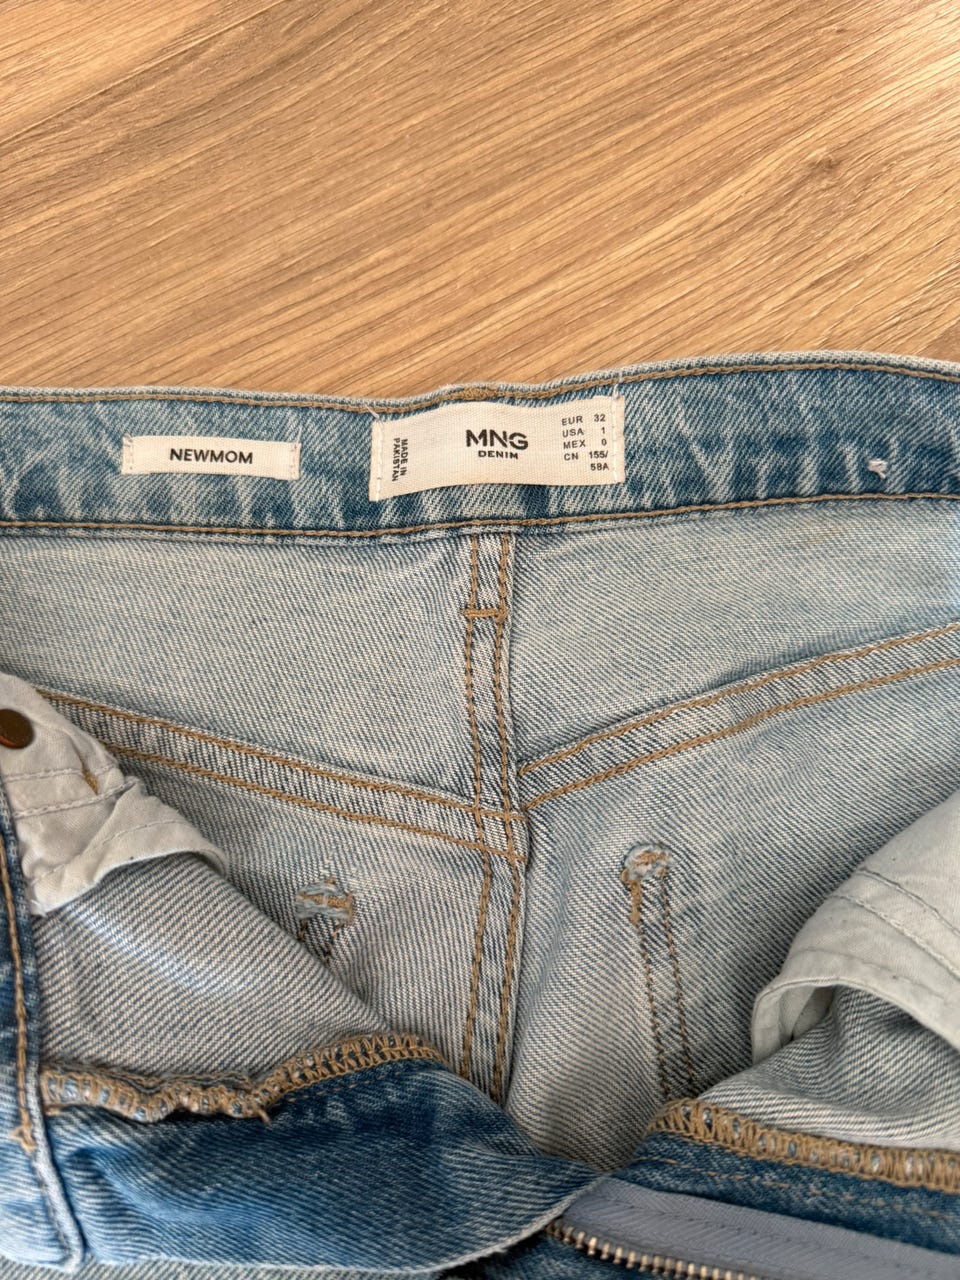 NEWMOM
MADE IN
PAKISTAN
MNG
DENIM
EUR 32
USA 1
MEX 0
CN 155/
58A